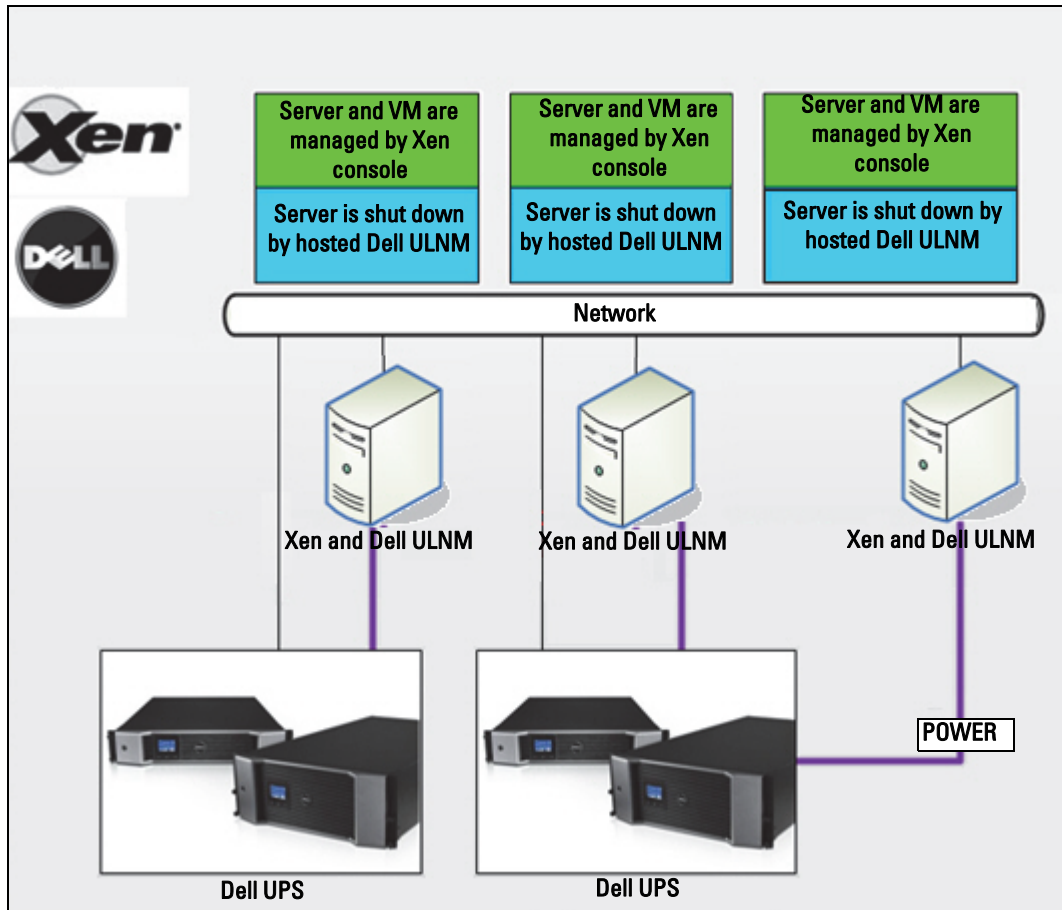 Xen
DELL
Server and VM are
managed by Xen
console
Server is shut down
by hosted Dell ULNM
Server and VM are
managed by Xen
console
Server is shut down
by hosted Dell ULNM
Server and VM are
managed by Xen
console
Server is shut down by
hosted Dell ULNM
Network
Xen and Dell ULNM
Xen and Dell ULNM
Xen and Dell ULNM
POWER
Dell UPS
Dell UPS